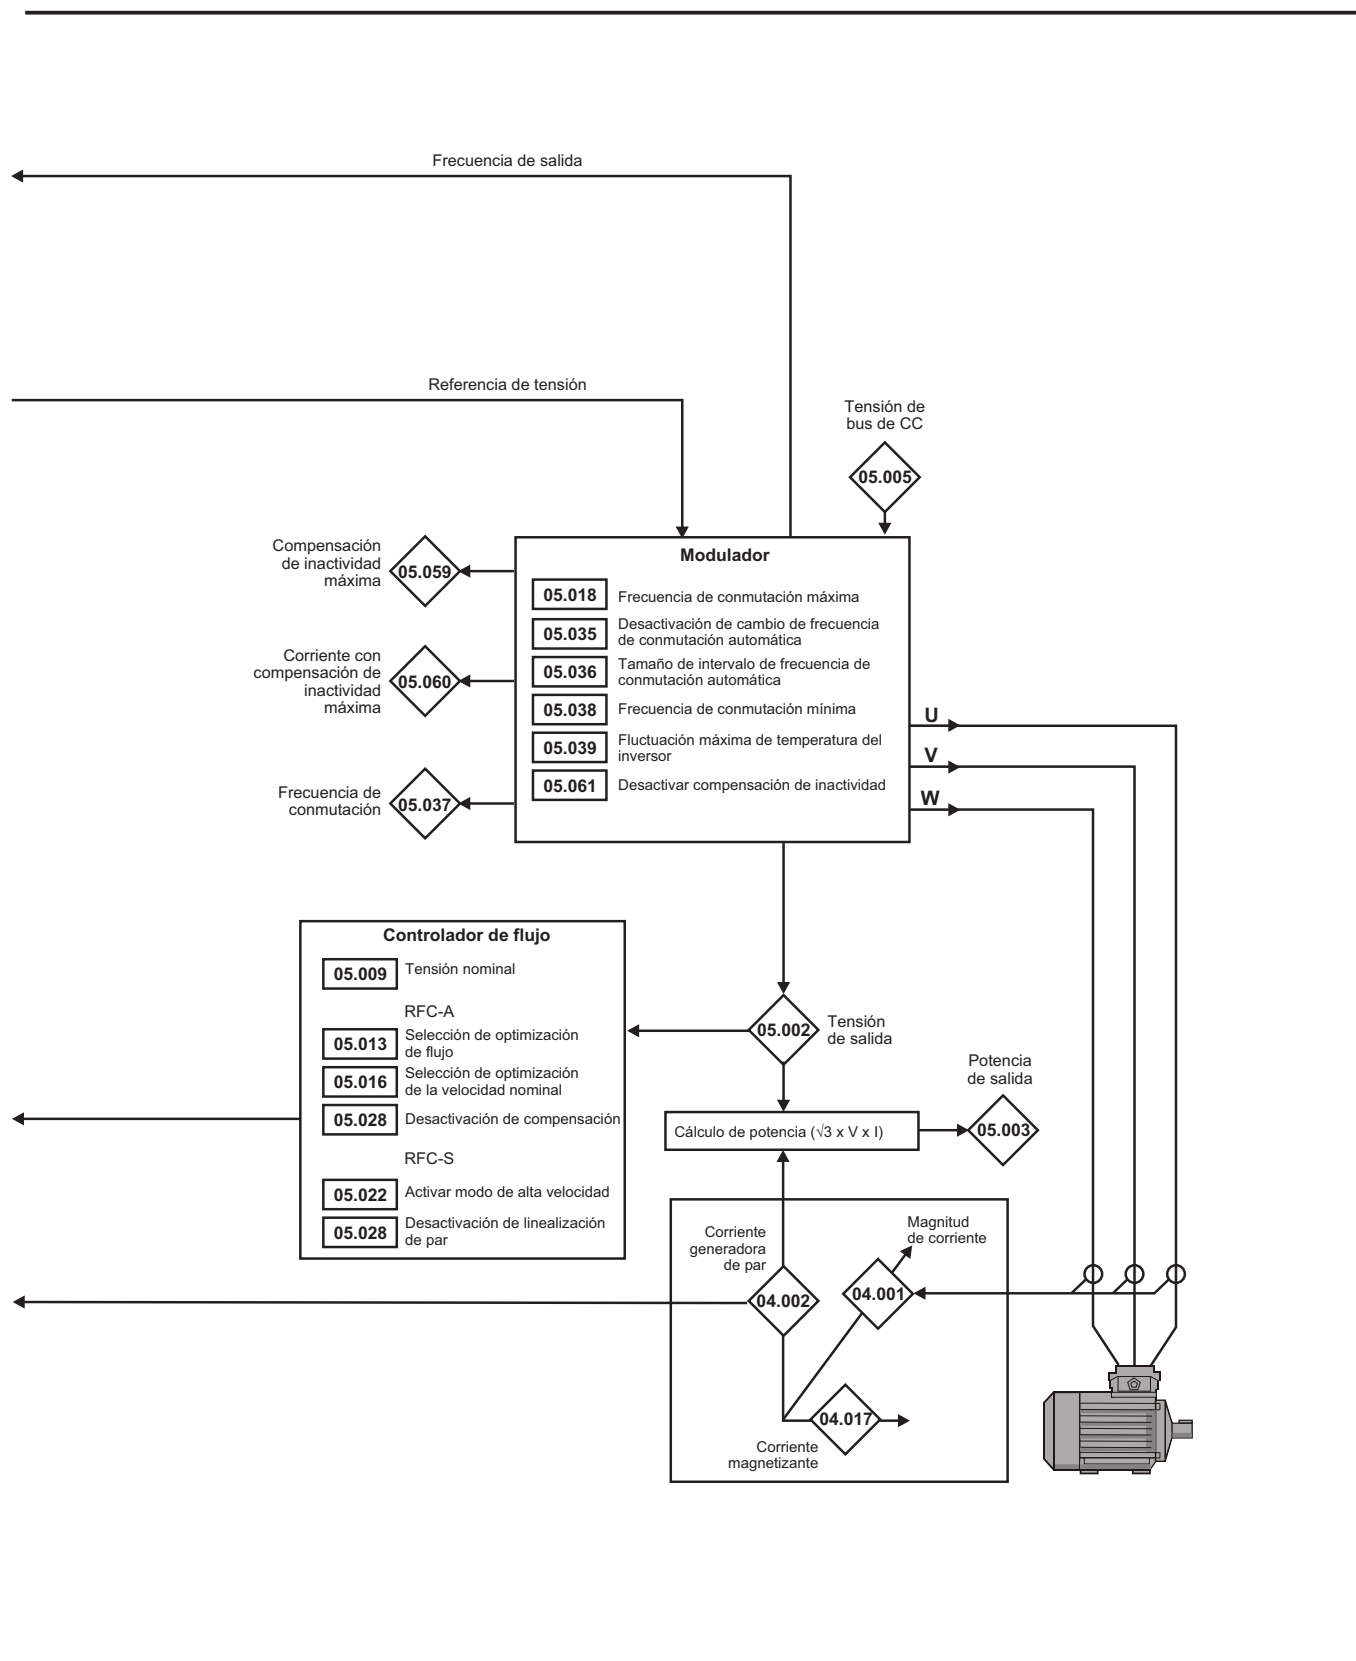 Frecuencia de salida
Referencia de tensión
Tensión de
bus de CC
05.005
Compensación
de inactividad
máxima
05.059
Corriente con
compensación de
inactividad
máxima
05.060
Frecuencia de
conmutación
05.037
Modulador
05.018 Frecuencia de conmutación máxima
05.035 Desactivación de cambio de frecuencia
de conmutación automática
05.036 Tamaño de intervalo de frecuencia de
conmutación automática
05.038 Frecuencia de conmutación mínima
05.039 Fluctuación máxima de temperatura del
inversor
05.061 Desactivar compensación de inactividad
U
V
W
Controlador de flujo
05.009 Tensión nominal
RFC-A
05.013 Selección de optimización
de flujo
05.016 Selección de optimización
de la velocidad nominal
05.028 Desactivación de compensación
RFC-S
05.022 Activar modo de alta velocidad
05.028 Desactivación de linealización
de par
05.002
Tensión
de salida
Potencia
de salida
05.003
Cálculo de potencia (√3 x V x I)
Corriente
generadora
de par
04.002
Magnitud
de corriente
04.001
04.017
Corriente
magnetizante